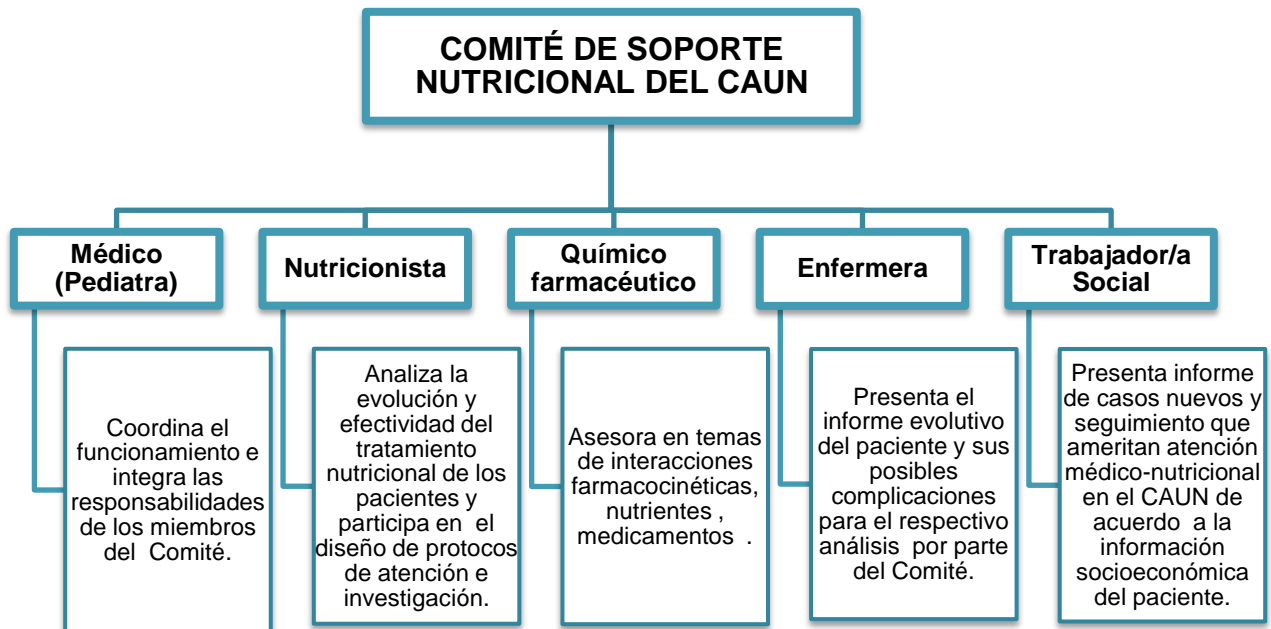 COMITÉ DE SOPORTE
NUTRICIONAL DEL CAUN
Médico
(Pediatra)
Nutricionista
Químico
farmacéutico
Enfermera
Trabajador/a
Social
Coordina el
funcionamiento e
integra las
responsabilidades
de los miembros
del Comité.
Analiza la
evolución y
efectividad del
tratamiento
nutricional de los
pacientes y
participa en el
diseño de protocos
de atención e
investigación.
Asesora en temas
de interacciones
farmacocinéticas,
nutrientes ,
medicamentos .
Presenta el
informe evolutivo
del paciente y sus
posibles
complicaciones
para el respectivo
análisis por parte
del Comité.
Presenta informe
de casos nuevos y
seguimiento que
ameritan atención
médico-nutricional
en el CAUN de
acuerdo a la
información
socioeconómica
del paciente.